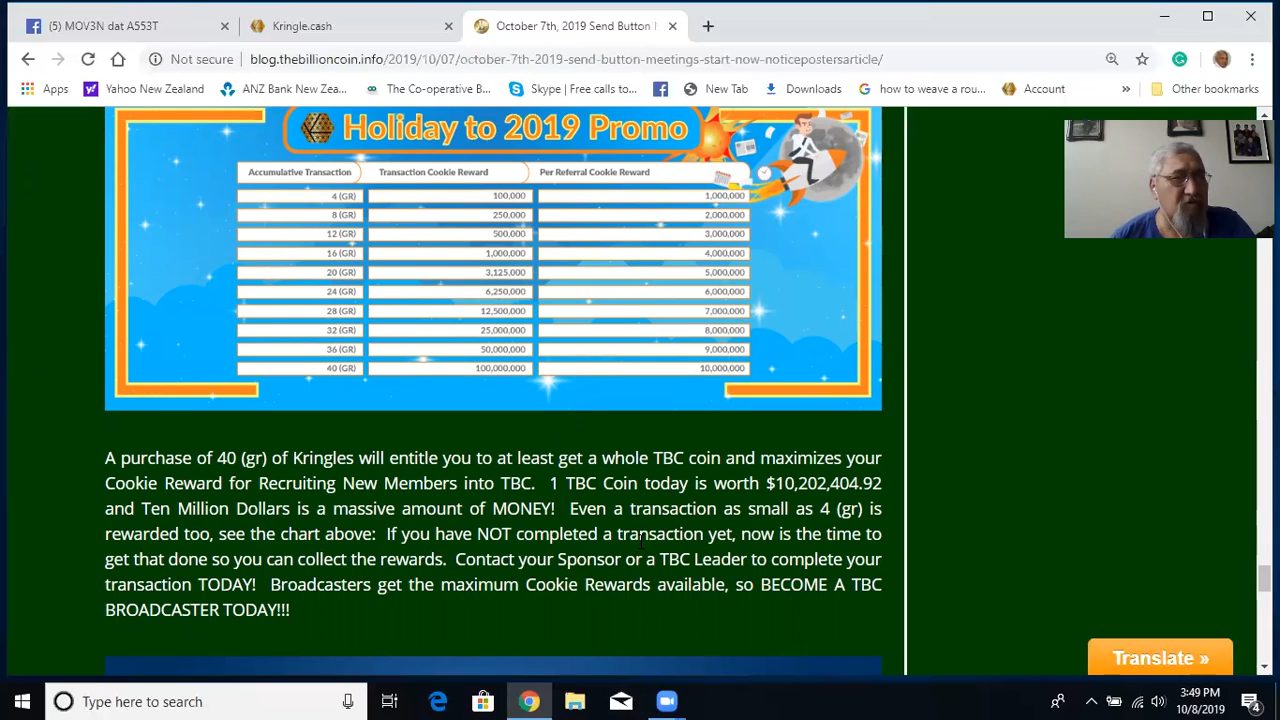 (5) MOV3N dat A553T
Kringle.cash
October 7th, 2019 Send Button
Not secure
blog.thebillioncoin.info/2019/10/07/october-7th-2019-send-button-meetings-start-now-noticepostersarticle/
Apps
Yahoo New Zealand
ANZ Bank New Zea...
The Co-operative B...
Skype | Free calls to...
New Tab
Downloads
how to weave a rou...
Account
»
Other bookmarks
Holiday to 2019 Promo
Accumulative Transaction Transaction Cookie Reward Per Referral Cookie Reward
4 (GR) 100,000 1,000,000
8 (GR) 250,000 2,000,000
12 (GR) 500,000 3,000,000
16 (GR) 1,000,000 4,000,000
20 (GR) 3,125,000 5,000,000
24 (GR) 6,250,000 6,000,000
28 (GR) 12,500,000 7,000,000
32 (GR) 25,000,000 8,000,000
36 (GR) 50,000,000 9,000,000
40 (GR) 100,000,000 10,000,000
A purchase of 40 (gr) of Kringles will entitle you to at least get a whole TBC coin and maximizes your
Cookie Reward for Recruiting New Members into TBC. 1 TBC Coin today is worth $10,202,404.92
and Ten Million Dollars is a massive amount of MONEY! Even a transaction as small as 4 (gr) is
rewarded too, see the chart above: If you have NOT completed a transaction yet, now is the time to
get that done so you can collect the rewards. Contact your Sponsor or a TBC Leader to complete your
transaction TODAY! Broadcasters get the maximum Cookie Rewards available, so BECOME A TBC
BROADCASTER TODAY!!!
Translate »
Type here to search
3:49 PM
10/8/2019
4